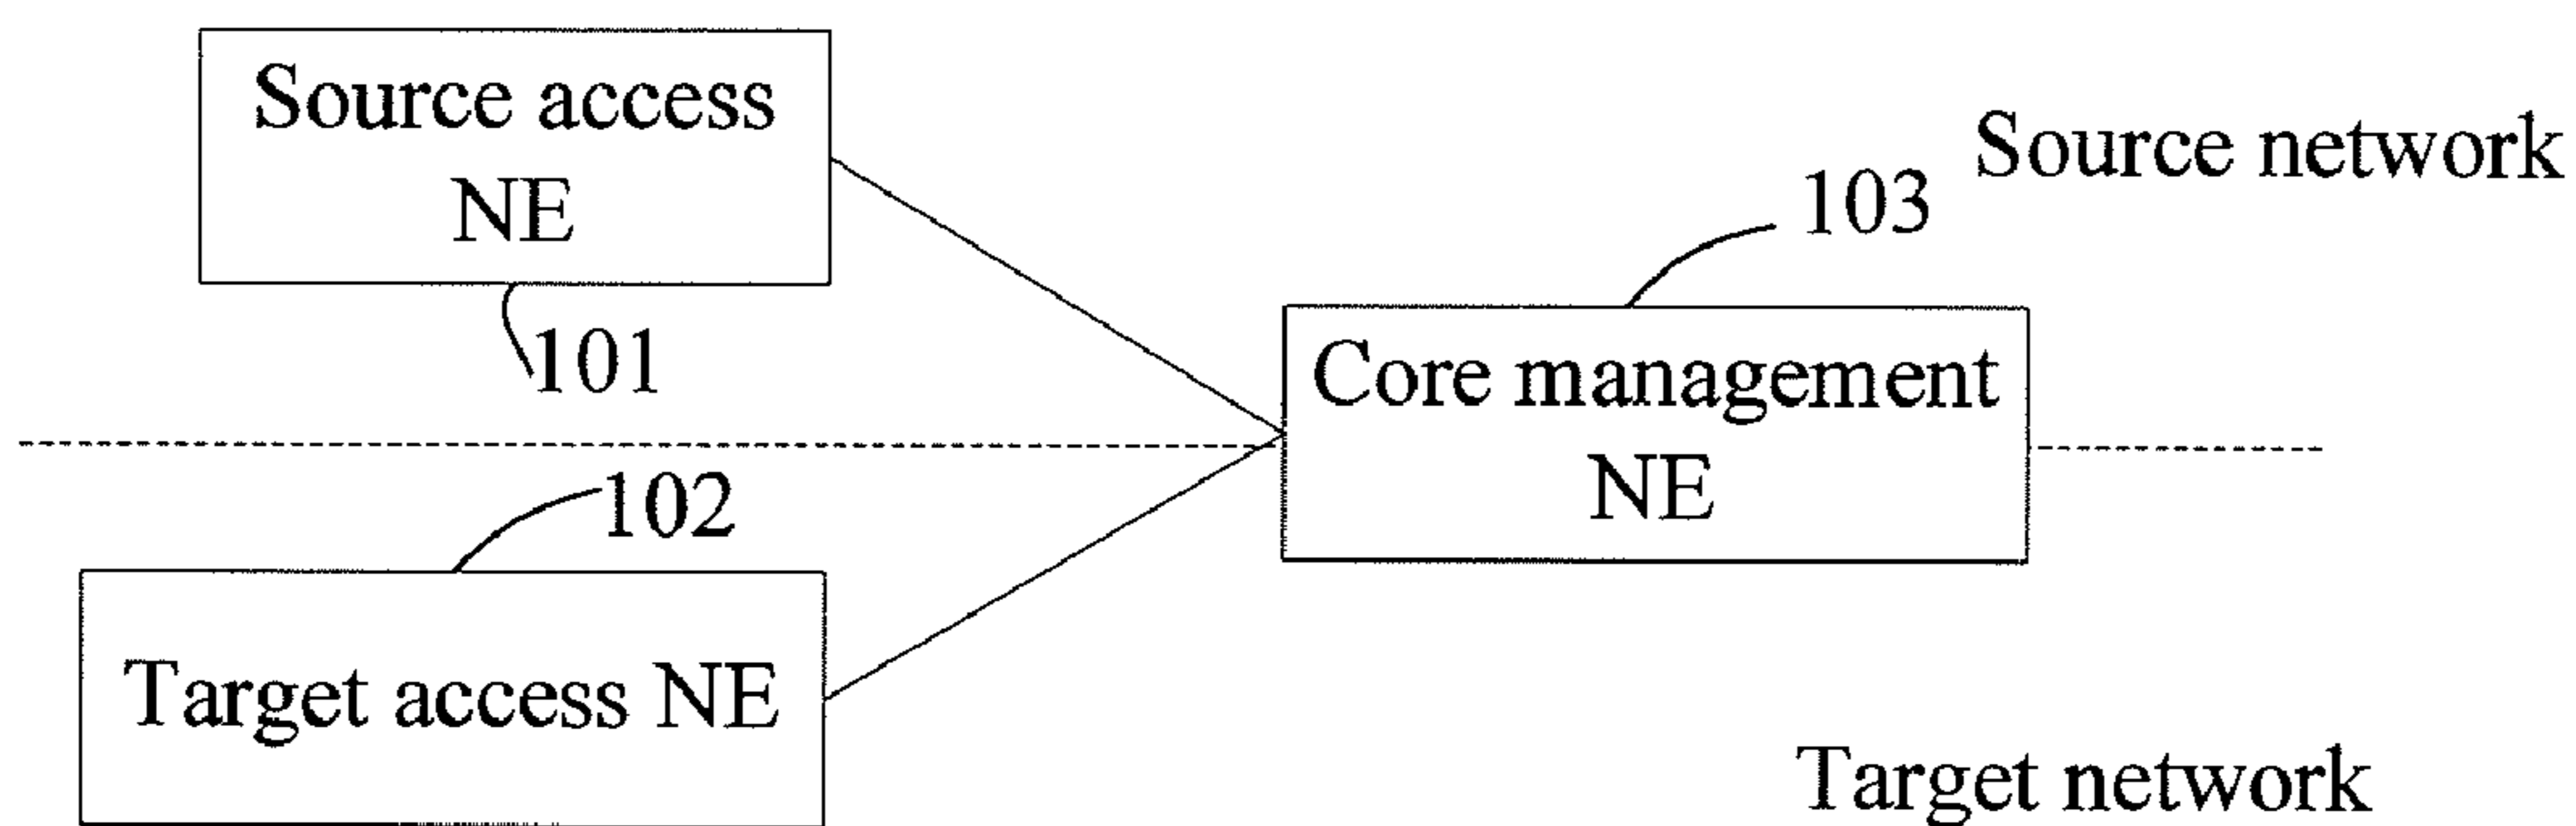 Source access
NE
101
Source network
103
Core management
NE
102
Target access NE
Target network